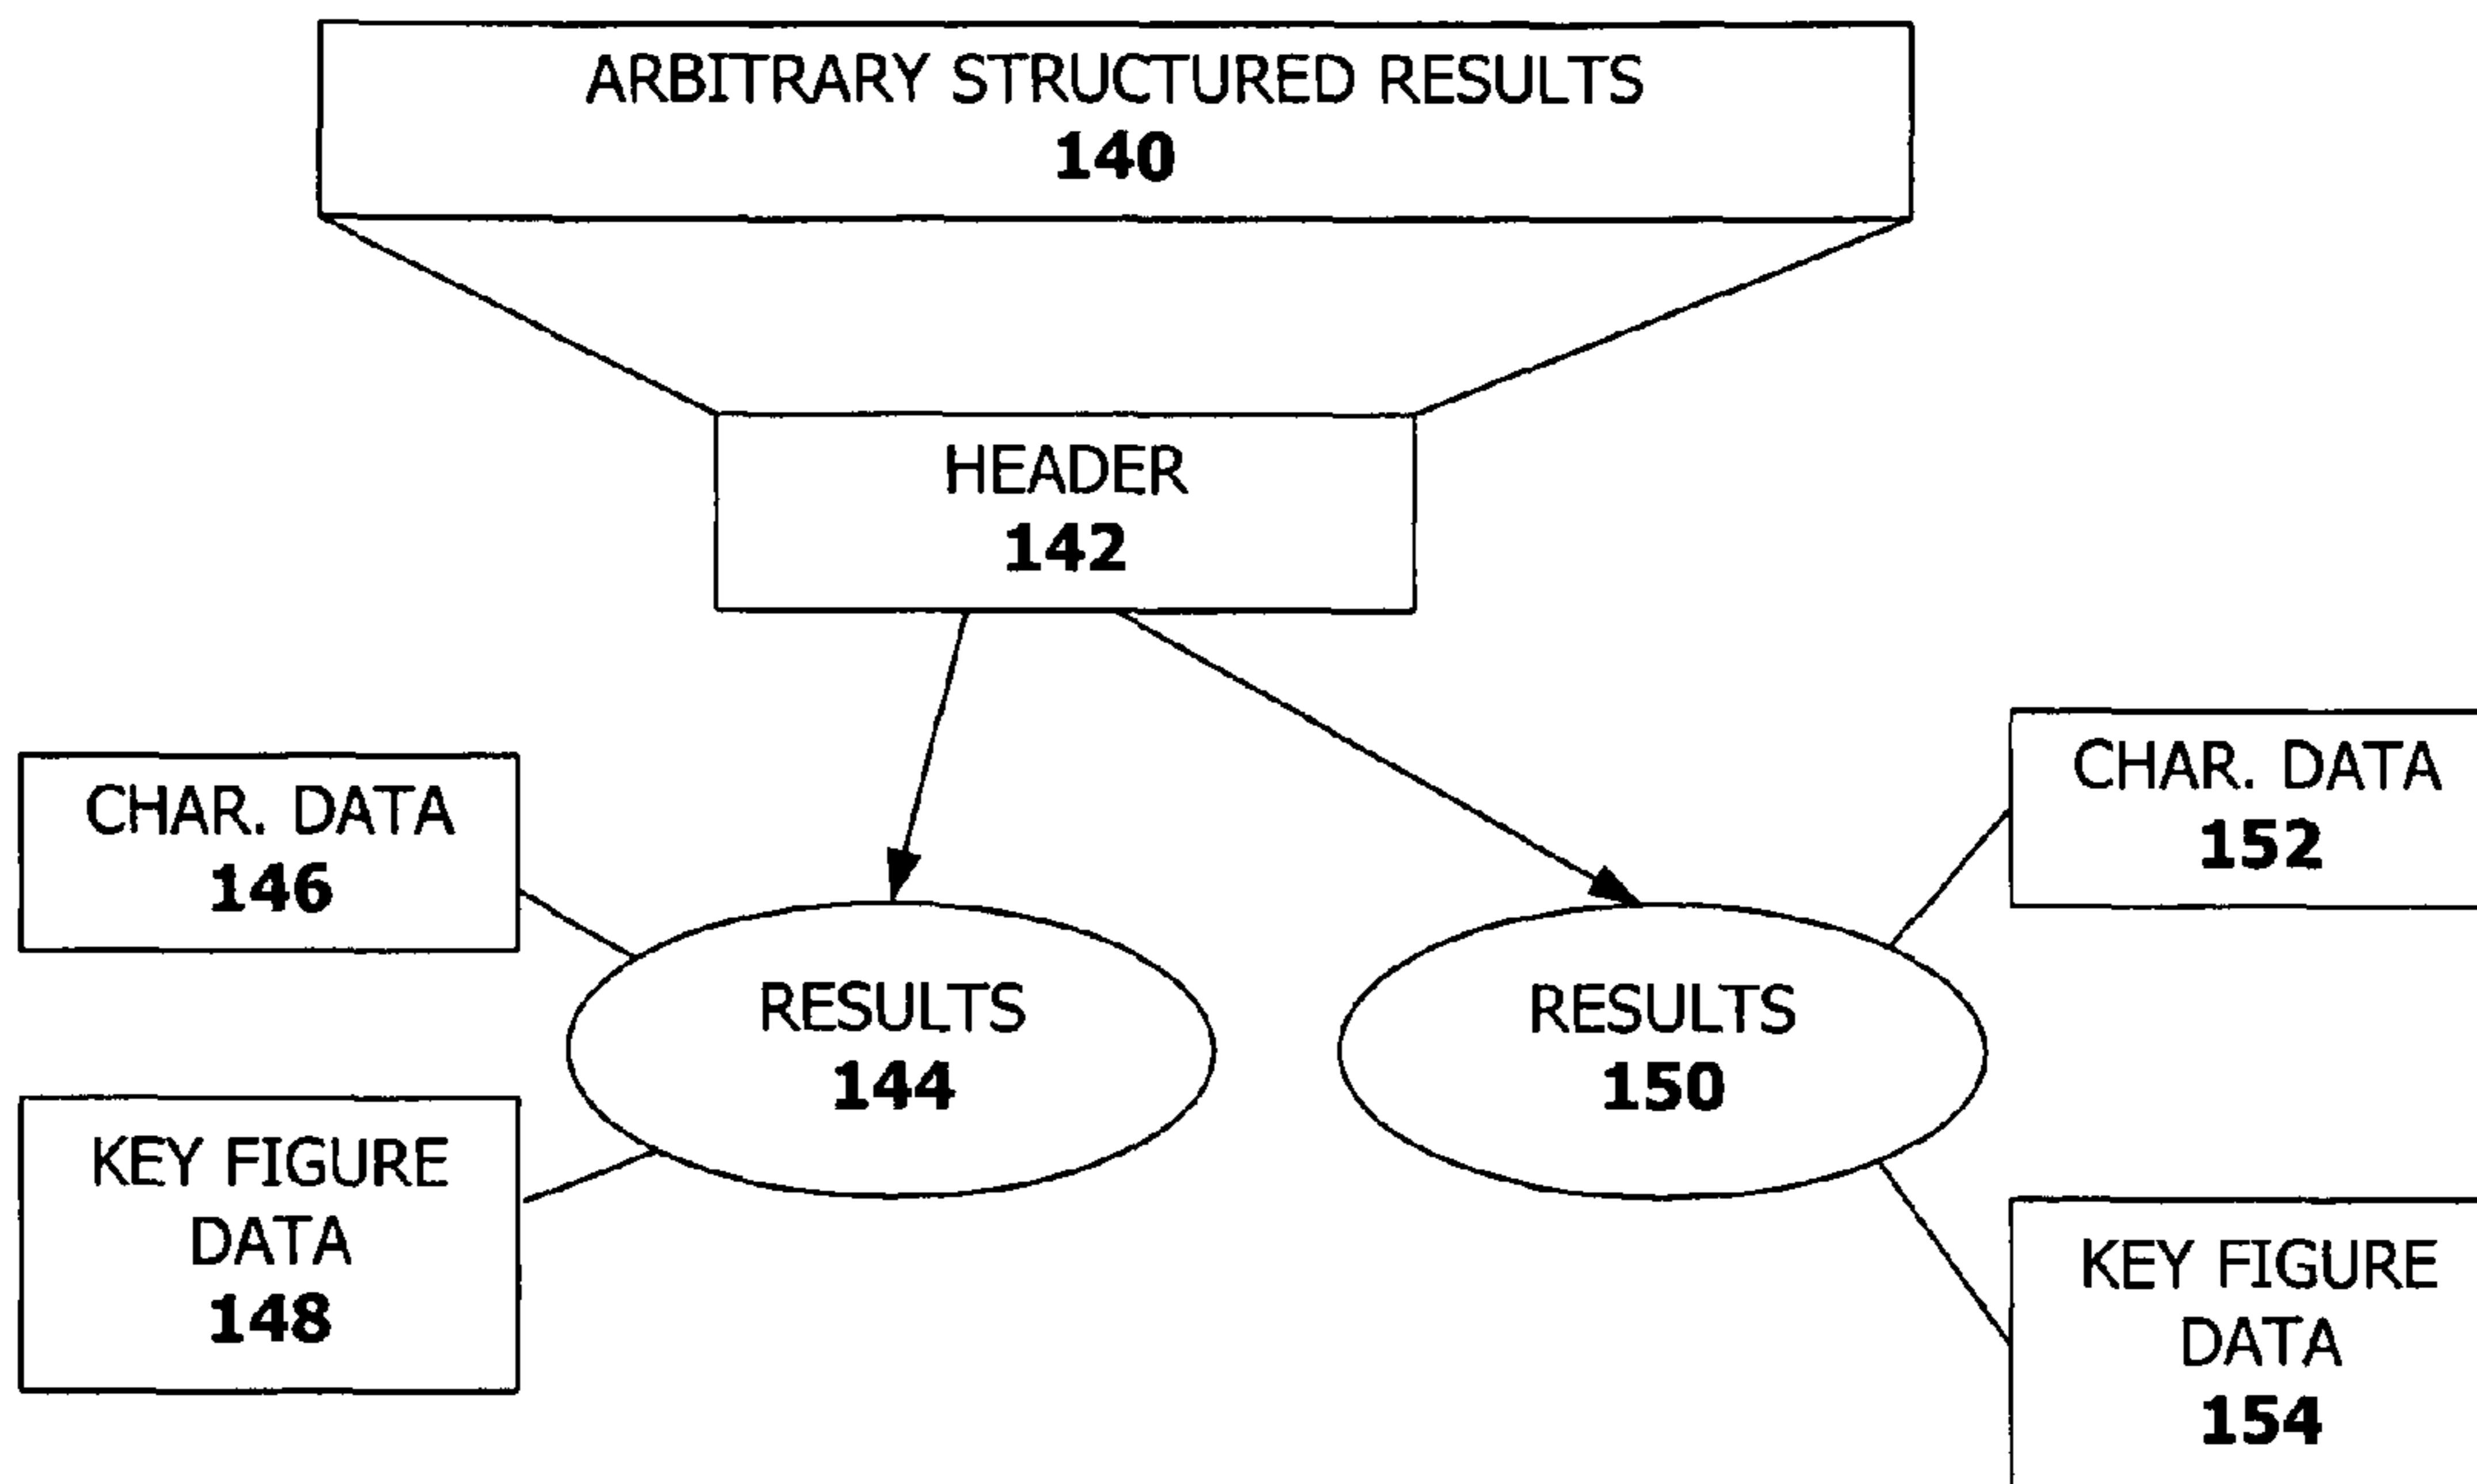 ARBITRARY STRUCTURED RESULTS
140
HEADER
142
CHAR. DATA
146
KEY FIGURE
DATA
148
RESULTS
144
RESULTS
150
CHAR. DATA
152
KEY FIGURE
DATA
154